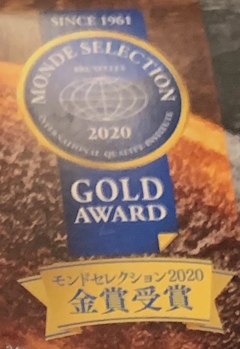 SINCE 1961
MONDE SELECTION
BRUSSELS
2020
INTERNATIONAL QUALITY INSTITUTE
GOLD
AWARD
モンドセレクション2020
金賞受賞